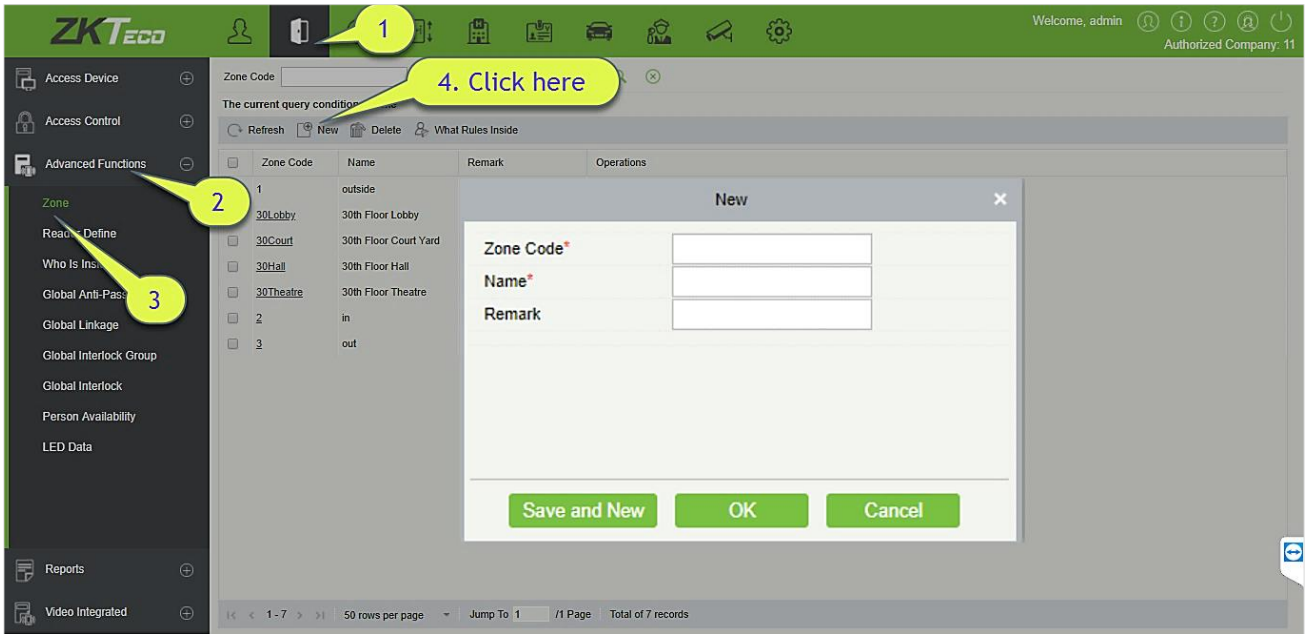 ZKTeco
1
Welcome, admin
Authorized Company: 11
Access Device
Access Control
Advanced Functions
2
Zone
Reader Define
Who Is
Global Anti-Pas
3
Global Linkage
Global Interlock Group
Global Interlock
Person Availability
LED Data
Reports
Video Integrated
Zone Code
4. Click here
The current query condition
Refresh New Delete What Rules Inside
Zone Code Name Remark Operations
1 outside
30Lobby 30th Floor Lobby
30Court 30th Floor Court Yard
30Hall 30th Floor Hall
30Theatre 30th Floor Theatre
2 in
3 out
New ×
Zone Code*
Name*
Remark
Save and New OK Cancel
|< < 1-7 > >| 50 rows per page Jump To 1 /1 Page Total of 7 records